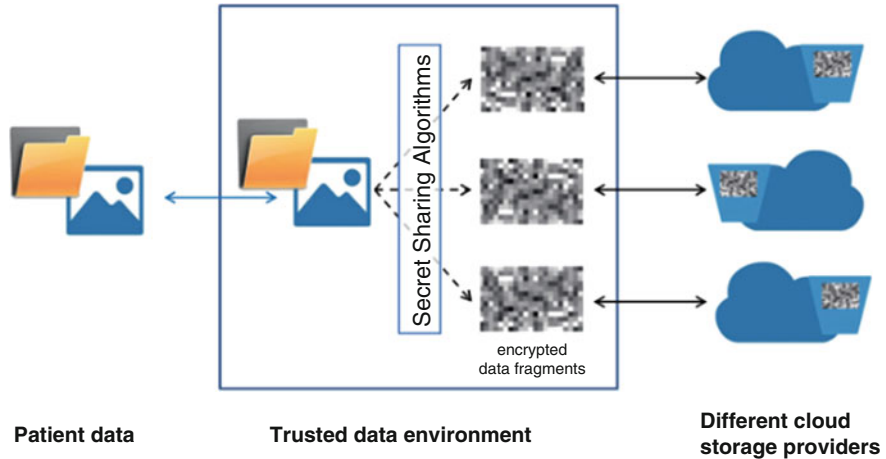 Secret Sharing Algorithms
encrypted
data fragments
Patient data
Trusted data environment
Different cloud
storage providers